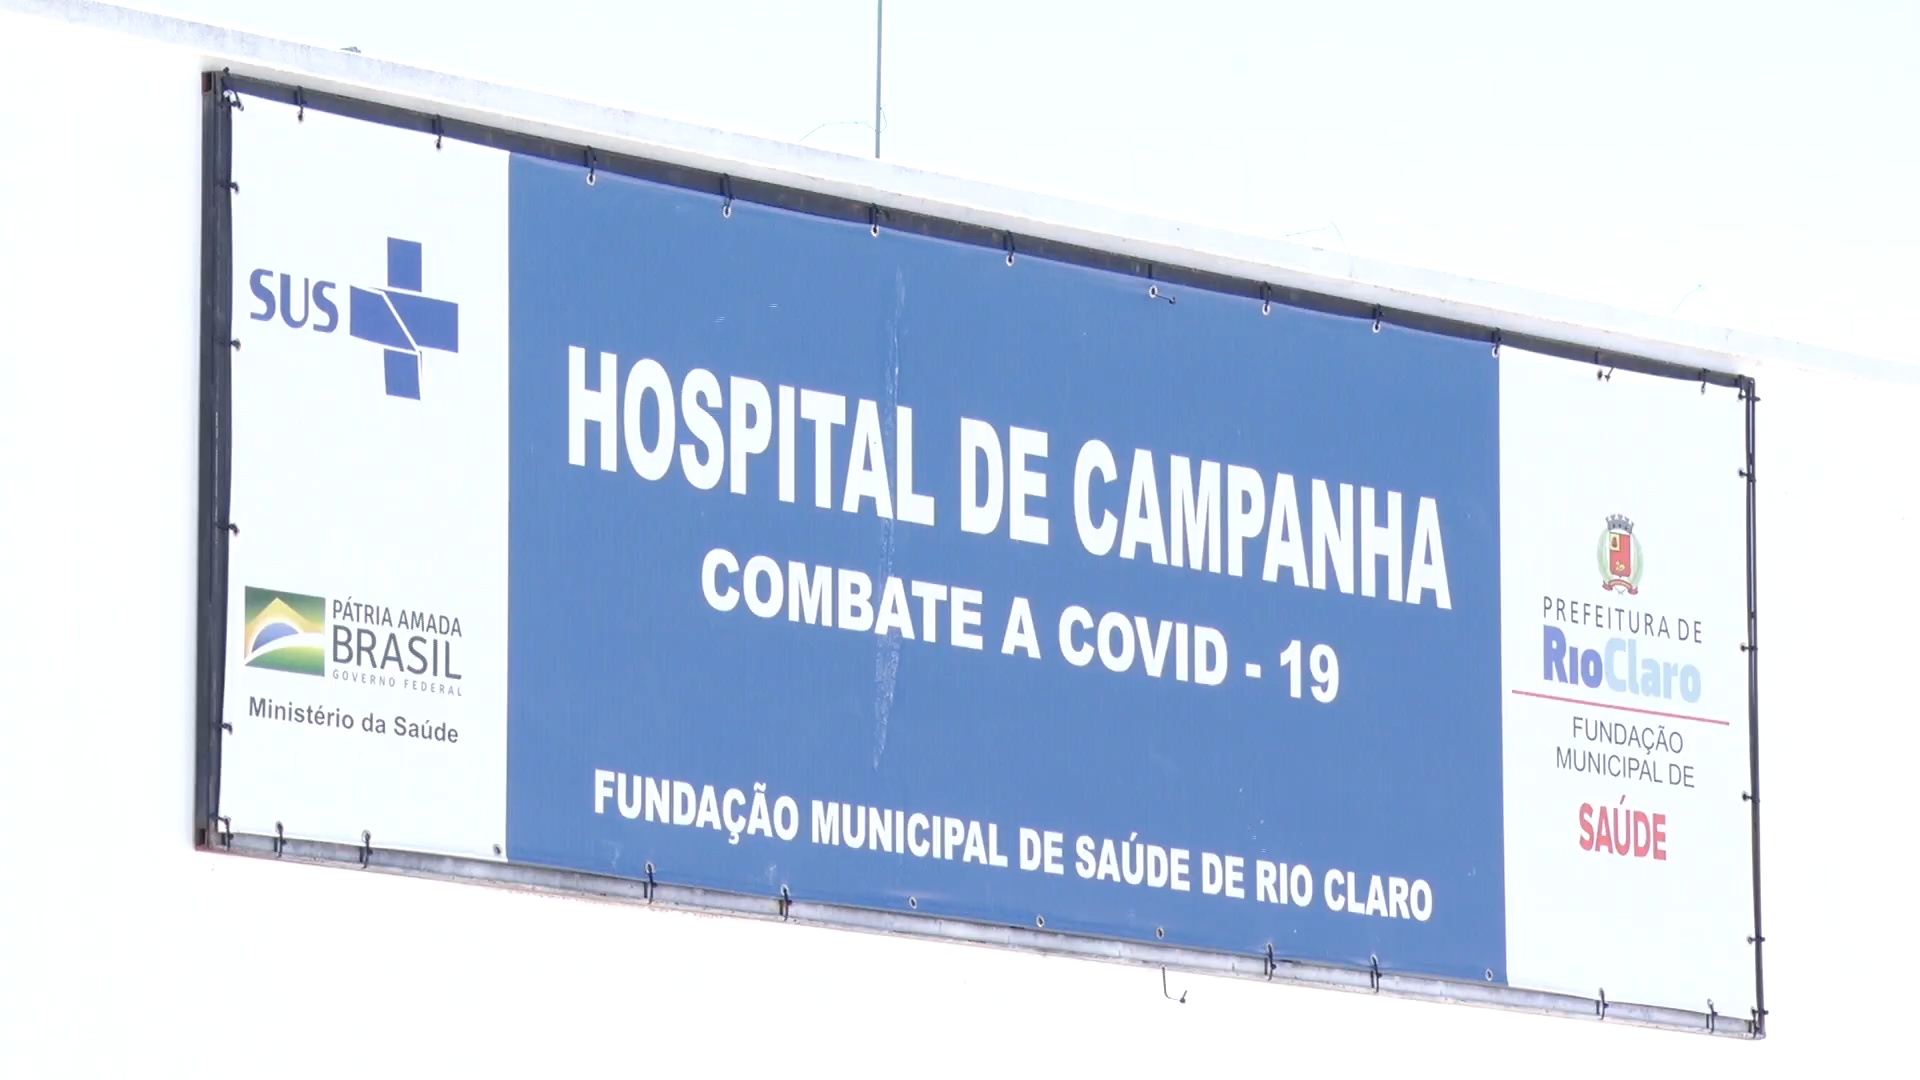 SUS
PÁTRIA AMADA
BRASIL
GOVERNO FEDERAL
Ministério da Saúde
HOSPITAL DE CAMPANHA
COMBATE A COVID - 19
FUNDAÇÃO MUNICIPAL DE SAÚDE DE RIO CLARO
PREFEITURA DE
RioClaro
FUNDAÇÃO
MUNICIPAL DE
SAÚDE